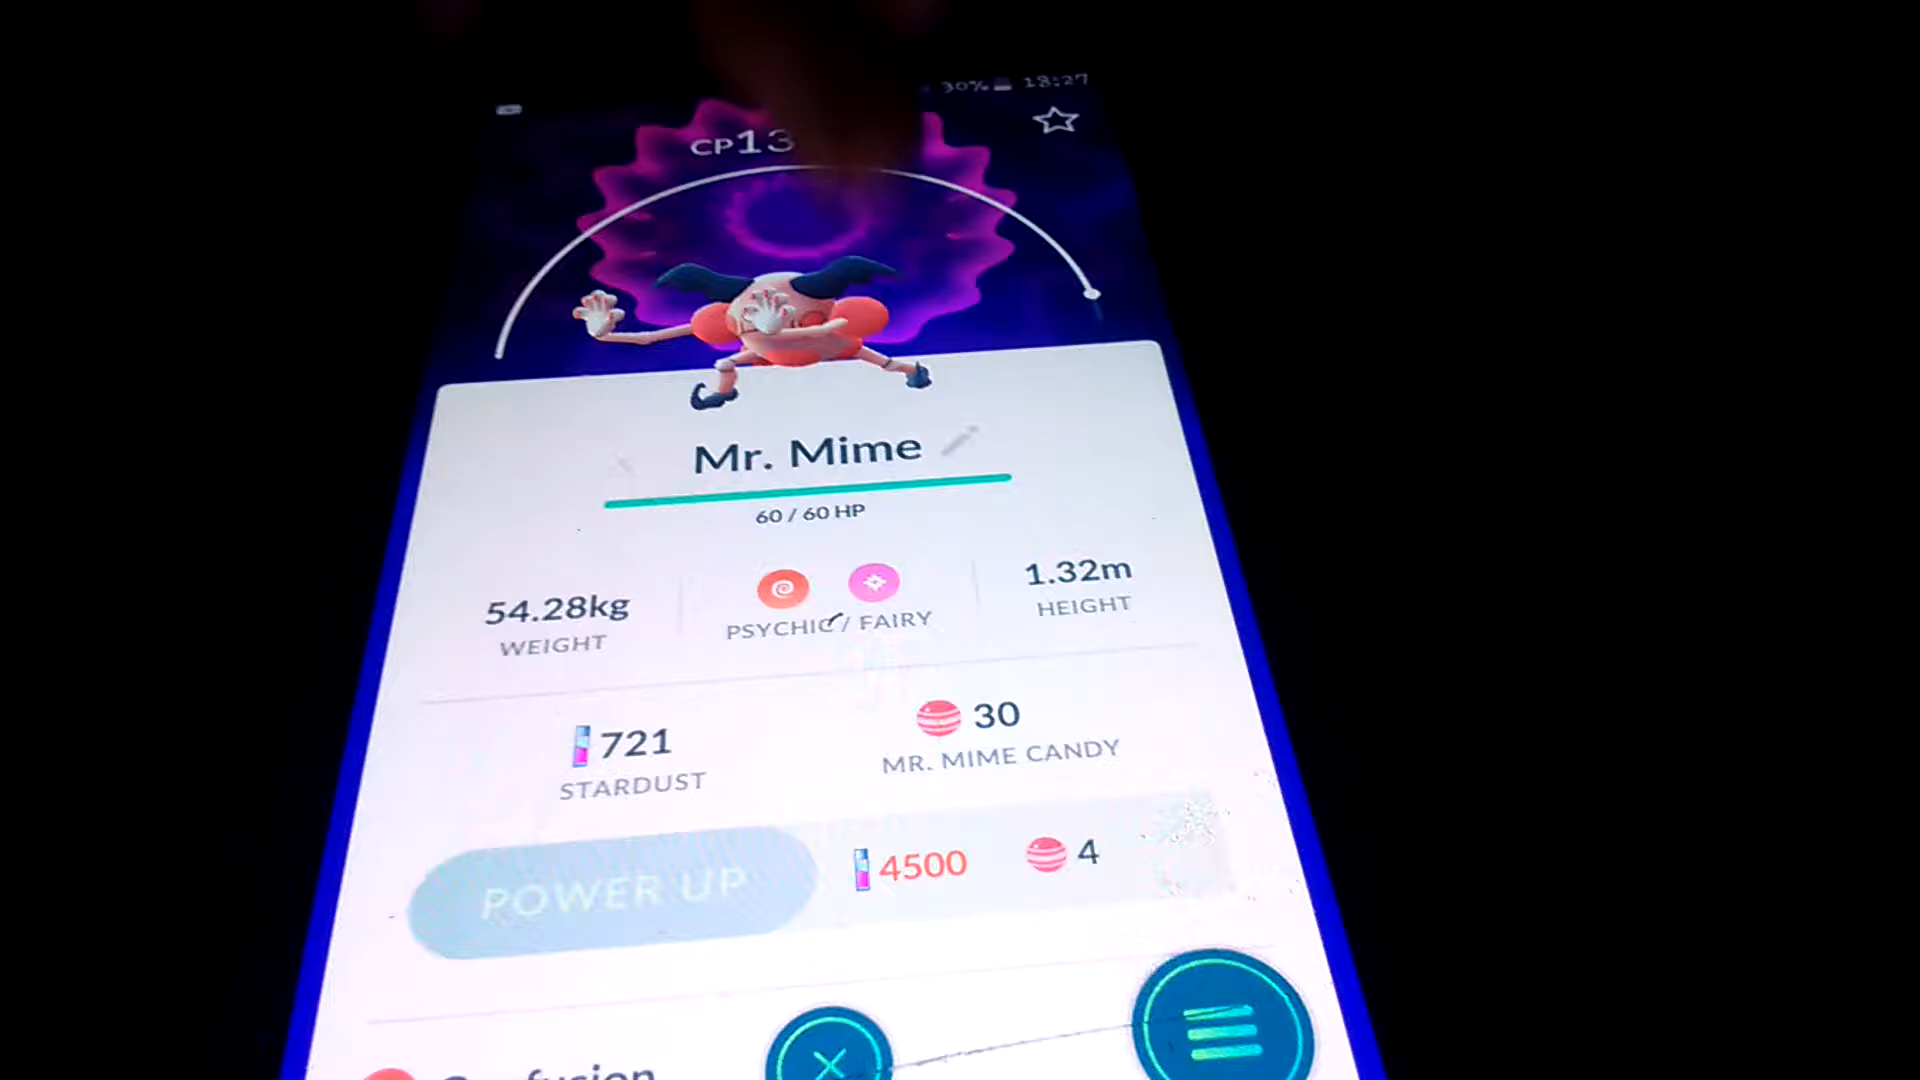 30% 18:27
CP13
Mr. Mime
60 / 60 HP
54.28kg
WEIGHT
PSYCHIC / FAIRY
1.32m
HEIGHT
721
STARDUST
30
MR. MIME CANDY
POWER UP
4500
4
Confusion